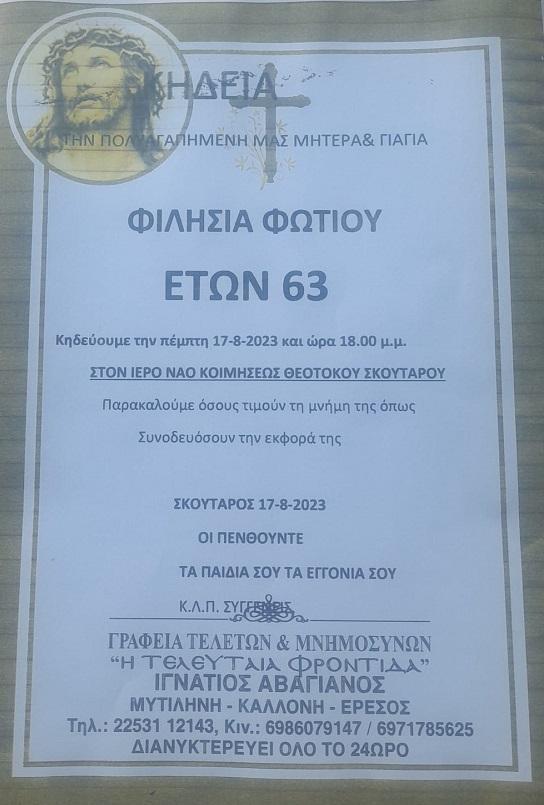 ΚΗΔΕΙΑ
ΤΗΝ ΠΟΛΥΑΓΑΠΗΜΕΝΗ ΜΑΣ ΜΗΤΕΡΑ& ΓΙΑΓΙΑ
ΦΙΛΗΣΙΑ ΦΩΤΙΟΥ
ΕΤΩΝ 63
Κηδεύουμε την πέμπτη 17-8-2023 και ώρα 18.00 μ.μ.
ΣΤΟΝ ΙΕΡΟ ΝΑΟ ΚΟΙΜΗΣΕΩΣ ΘΕΟΤΟΚΟΥ ΣΚΟΥΤΑΡΟΥ
Παρακαλούμε όσους τιμούν τη μνήμη της όπως
Συνοδευόσουν την εκφορά της
ΣΚΟΥΤΑΡΟΣ 17-8-2023
ΟΙ ΠΕΝΘΟΥΝΤΕ
ΤΑ ΠΑΙΔΙΑ ΣΟΥ ΤΑ ΕΓΓΟΝΙΑ ΣΟΥ
Κ.Λ.Π. ΣΥΓΓΕΝΕΙΣ
ΓΡΑΦΕΙΑ ΤΕΛΕΤΩΝ & ΜΝΗΜΟΣΥΝΩΝ
“Η ΤΕΛΕΥΤΑΙΑ ΦΡΟΝΤΙΔΑ”
ΙΓΝΑΤΙΟΣ ΑΒΑΓΙΑΝΟΣ
ΜΥΤΙΛΗΝΗ - ΚΑΛΛΟΝΗ - ΕΡΕΣΟΣ
Τηλ.: 22531 12143, Κιν.: 6986079147 / 6971785625
ΔΙΑΝΥΚΤΕΡΕΥΕΙ ΟΛΟ ΤΟ 24ΩΡΟ